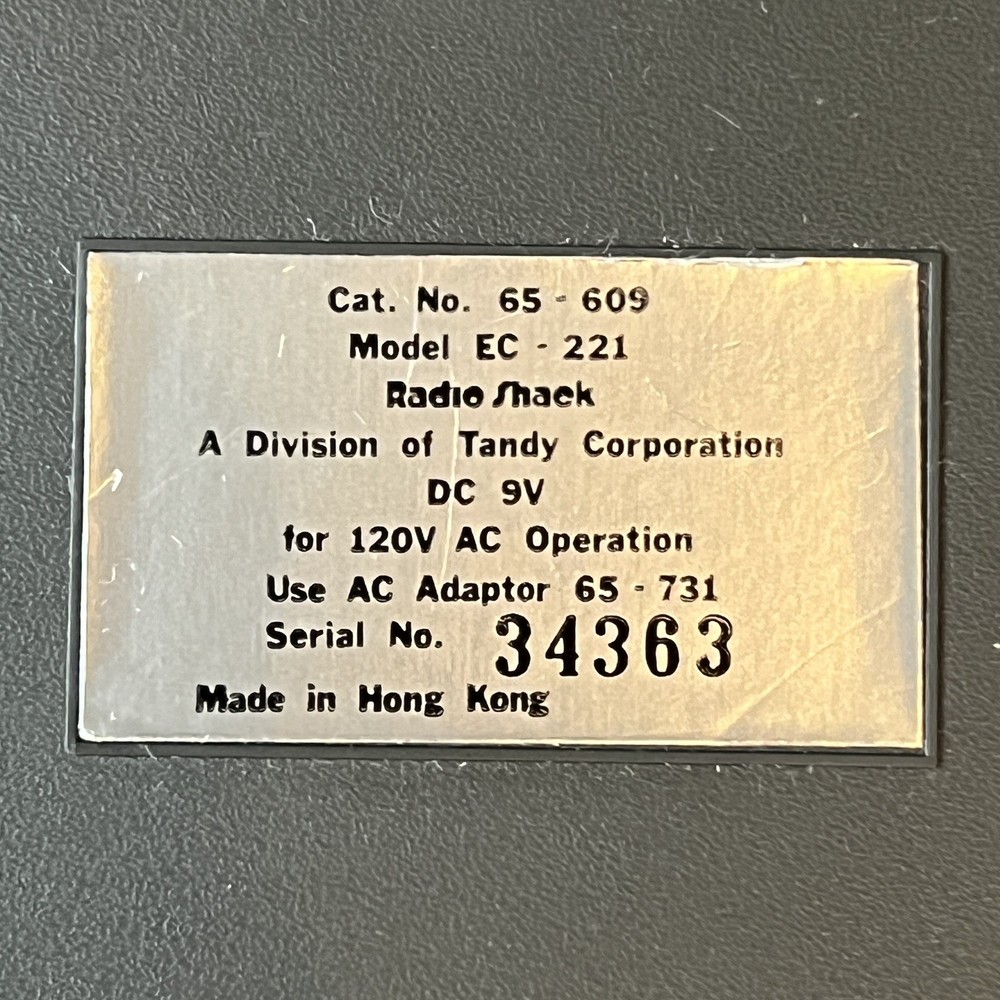 Cat. No. 65 - 609
Model EC - 221
Radio Shack
A Division of Tandy Corporation
DC 9V
for 120V AC Operation
Use AC Adaptor 65 - 731
Serial No. 34363
Made in Hong Kong